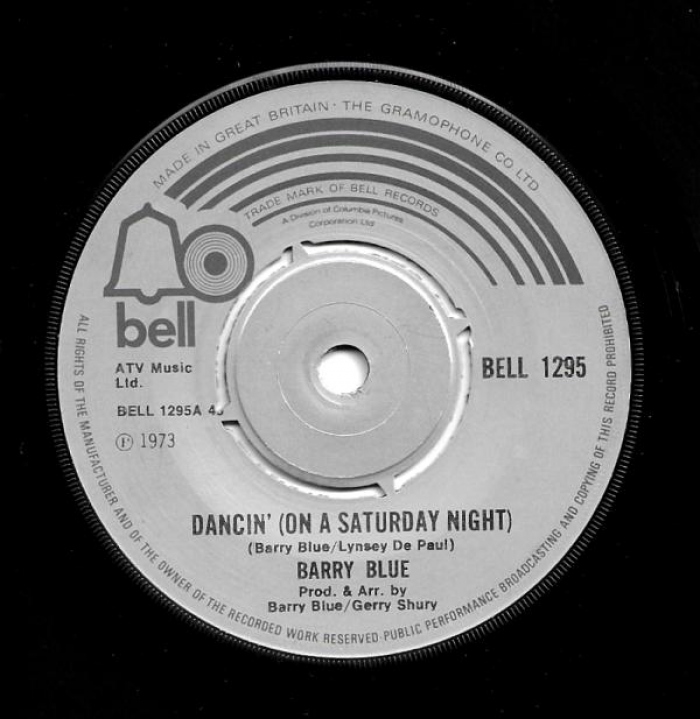 MADE IN GREAT BRITAIN · THE GRAMOPHONE CO LTD
TRADE MARK OF BELL RECORDS
A Division of Columbia Pictures
Corporation Ltd
bell
ATV Music
Ltd.
BELL 1295
BELL 1295A
℗ 1973
DANCIN' (ON A SATURDAY NIGHT)
(Barry Blue/Lynsey De Paul)
BARRY BLUE
Prod. & Arr. by
Barry Blue/Gerry Shury
ALL RIGHTS OF THE MANUFACTURER AND OF THE OWNER OF THE RECORDED WORK RESERVED·PUBLIC PERFORMANCE BROADCASTING AND COPYING OF THIS RECORD PROHIBITED